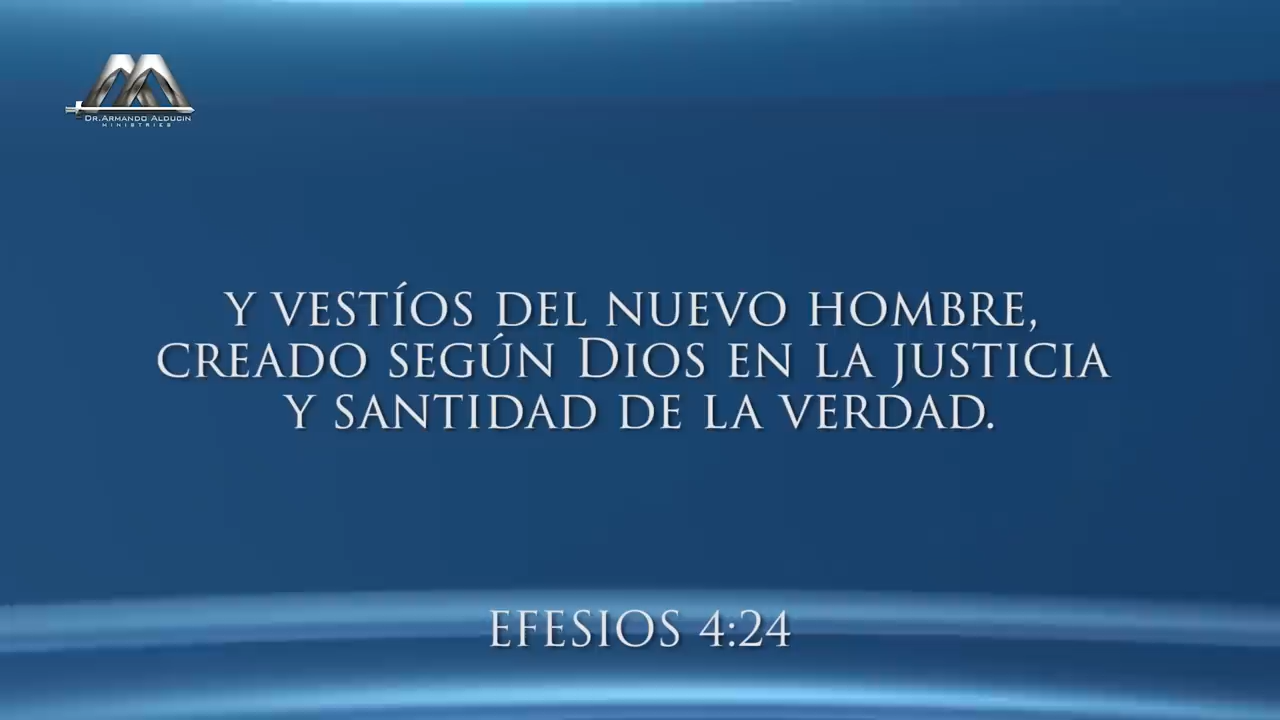 Dr. Armando Alducin
MINISTRIES
Y VESTÍOS DEL NUEVO HOMBRE,
CREADO SEGÚN DIOS EN LA JUSTICIA
Y SANTIDAD DE LA VERDAD.
EFESIOS 4:24